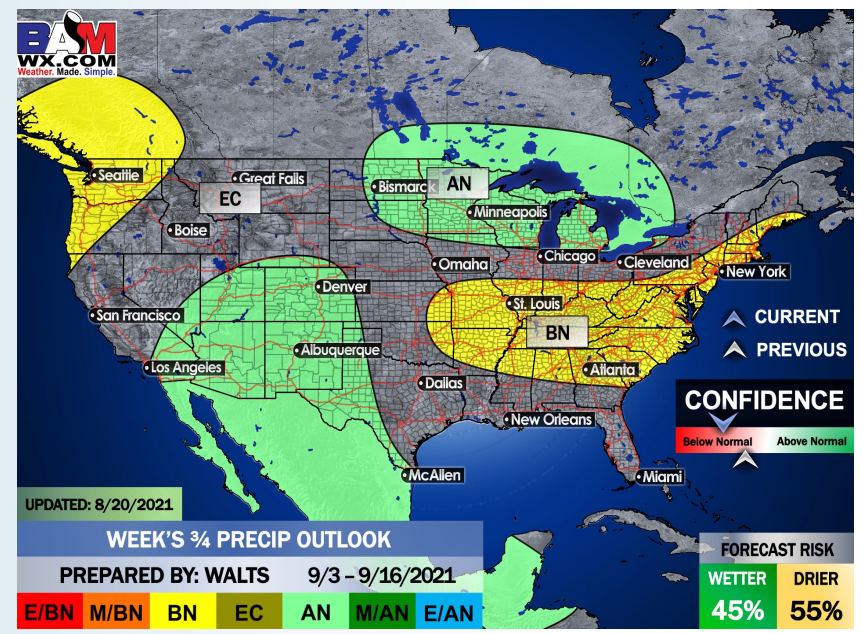 BAM
WX.COM
Weather. Made. Simple.
Seattle
Great Falls
EC
Bismarck
AN
Minneapolis
Boise
Omaha
Chicago
Cleveland
New York
Denver
St. Louis
San Francisco
BN
CURRENT
PREVIOUS
Albuquerque
Los Angeles
Atlanta
Dallas
CONFIDENCE
Below Normal
Above Normal
New Orleans
McAllen
Miami
UPDATED: 8/20/2021
WEEK'S ¾ PRECIP OUTLOOK
PREPARED BY: WALTS 9/3 – 9/16/2021
E/BN M/BN BN EC AN M/AN E/AN
FORECAST RISK
WETTER DRIER
45% 55%